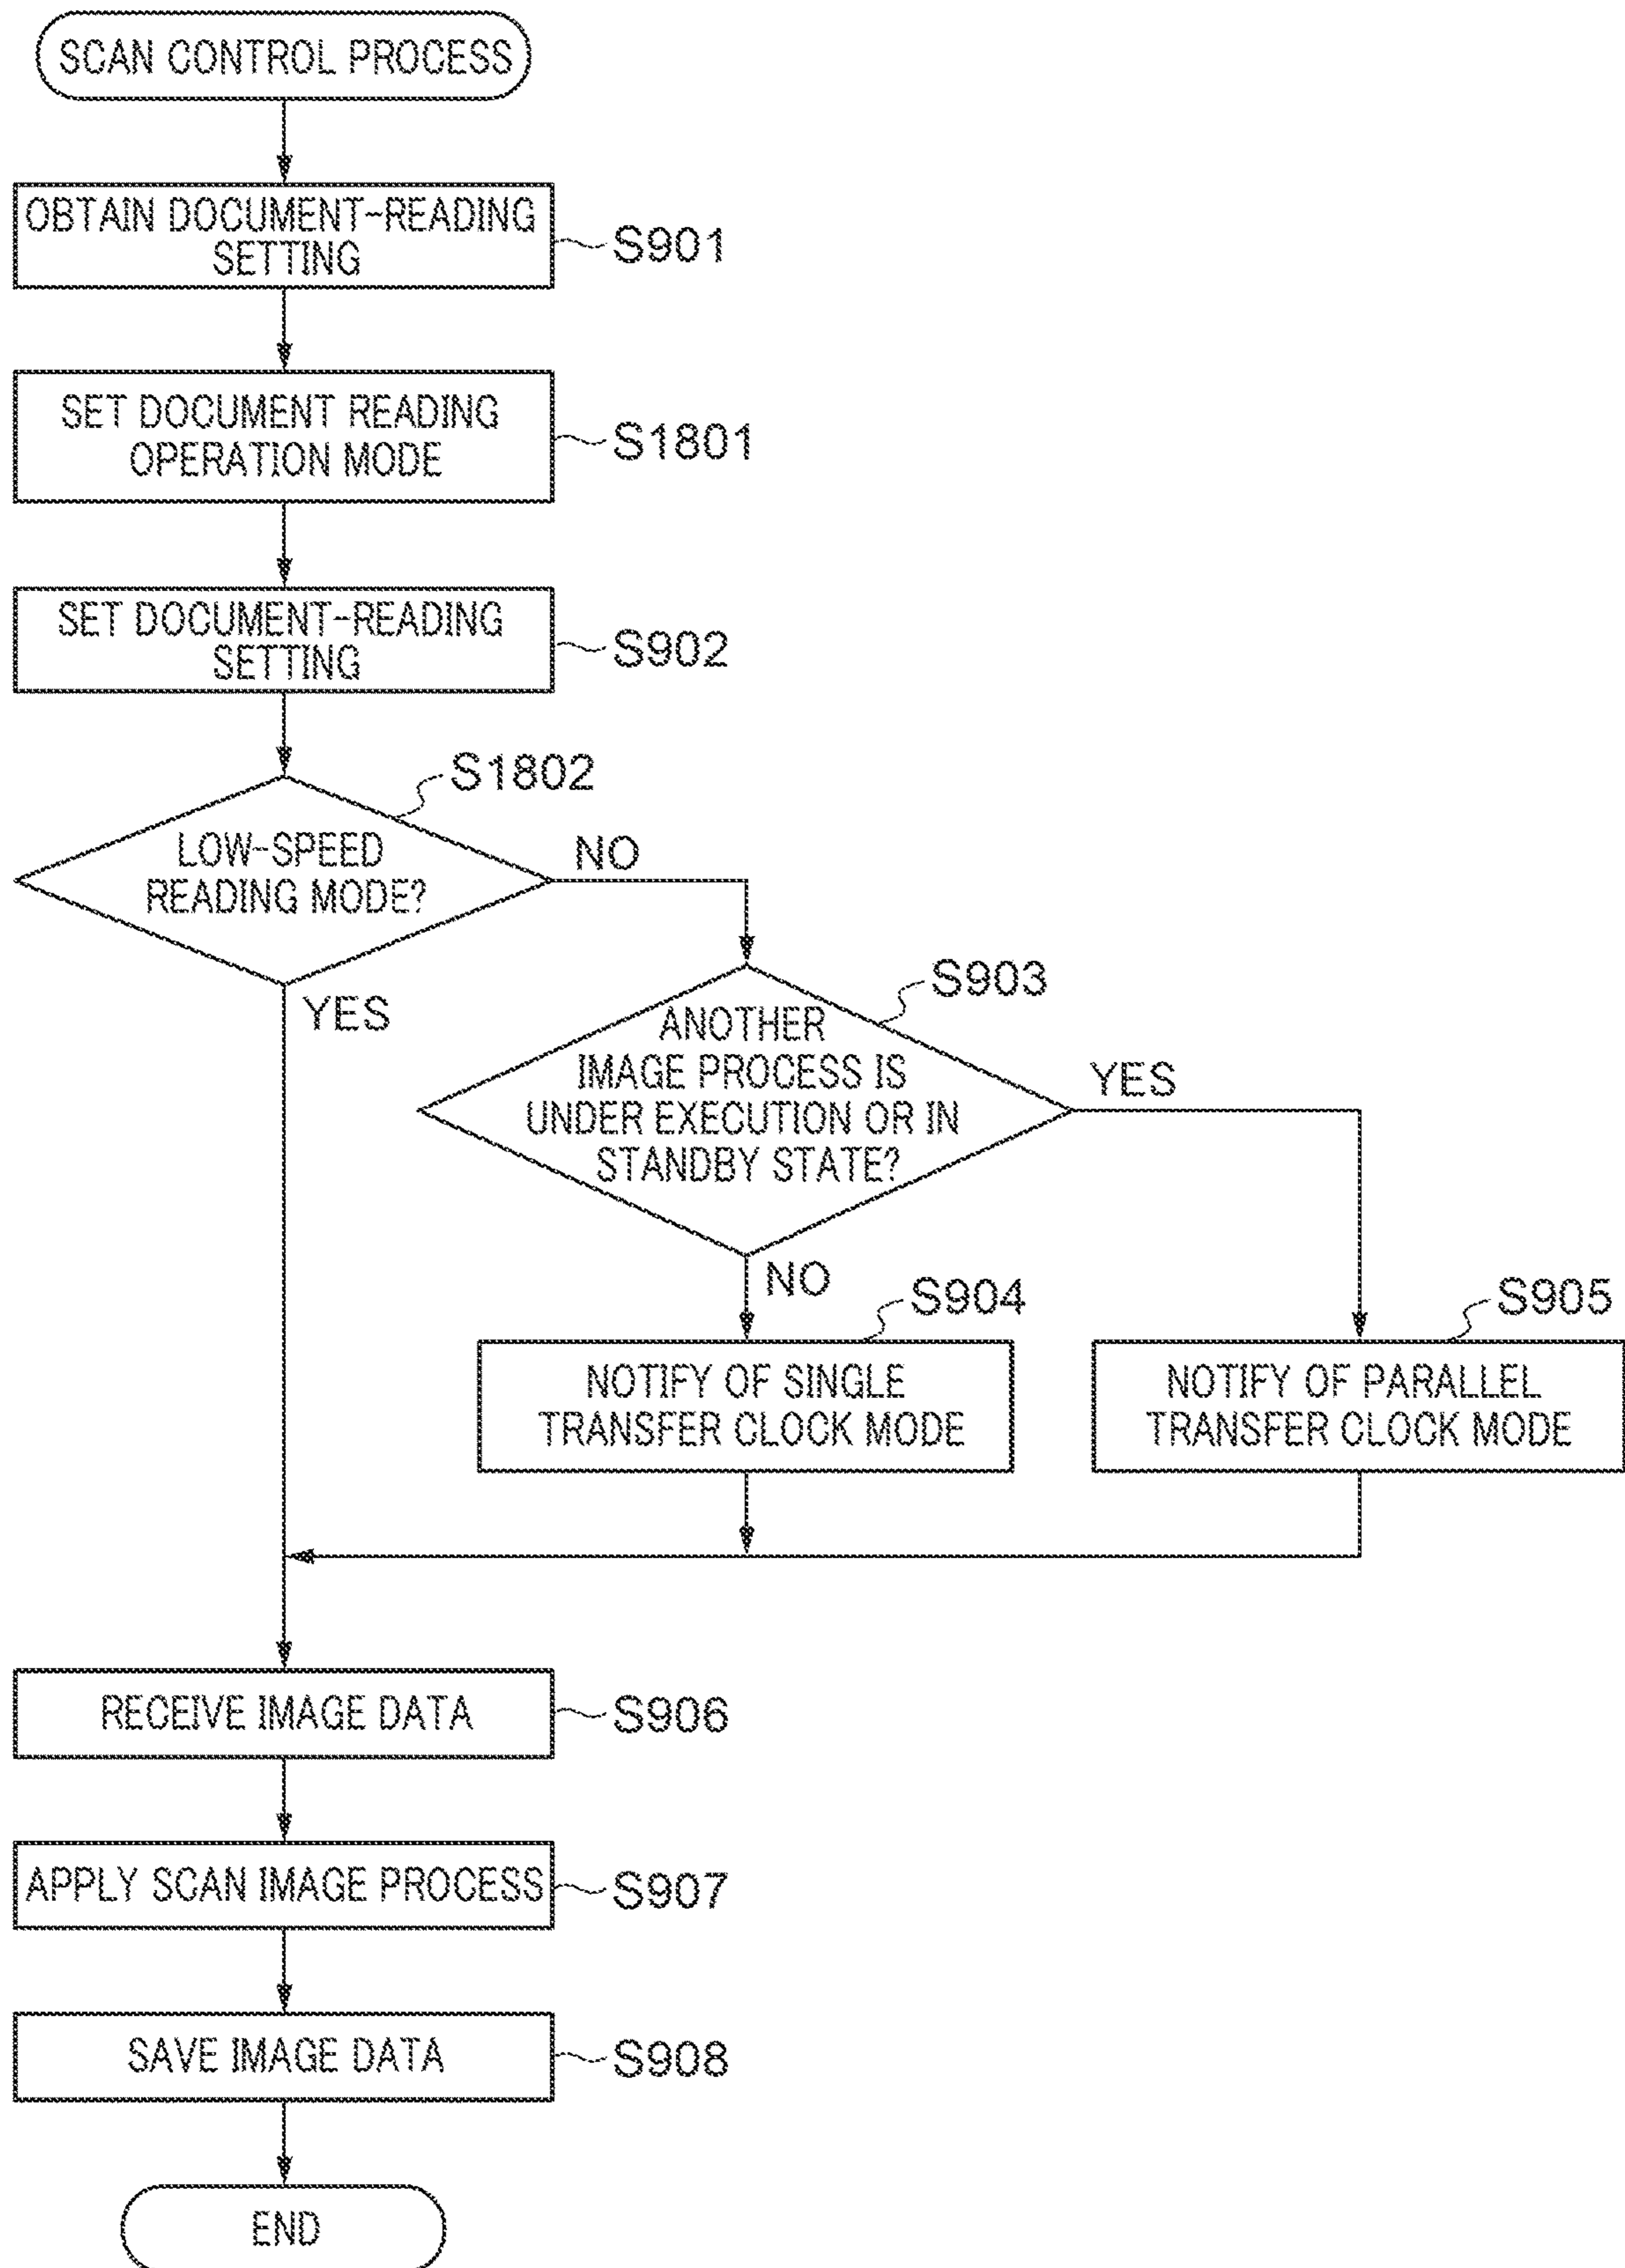 SCAN CONTROL PROCESS
OBTAIN DOCUMENT-READING
SETTING
S901
SET DOCUMENT READING
OPERATION MODE
S1801
SET DOCUMENT-READING
SETTING
S902
S1802
LOW-SPEED
READING MODE?
NO
YES
S903
ANOTHER
IMAGE PROCESS IS
UNDER EXECUTION OR IN
STANDBY STATE?
YES
NO
S904
NOTIFY OF SINGLE
TRANSFER CLOCK MODE
S905
NOTIFY OF PARALLEL
TRANSFER CLOCK MODE
RECEIVE IMAGE DATA
S906
APPLY SCAN IMAGE PROCESS
S907
SAVE IMAGE DATA
S908
END